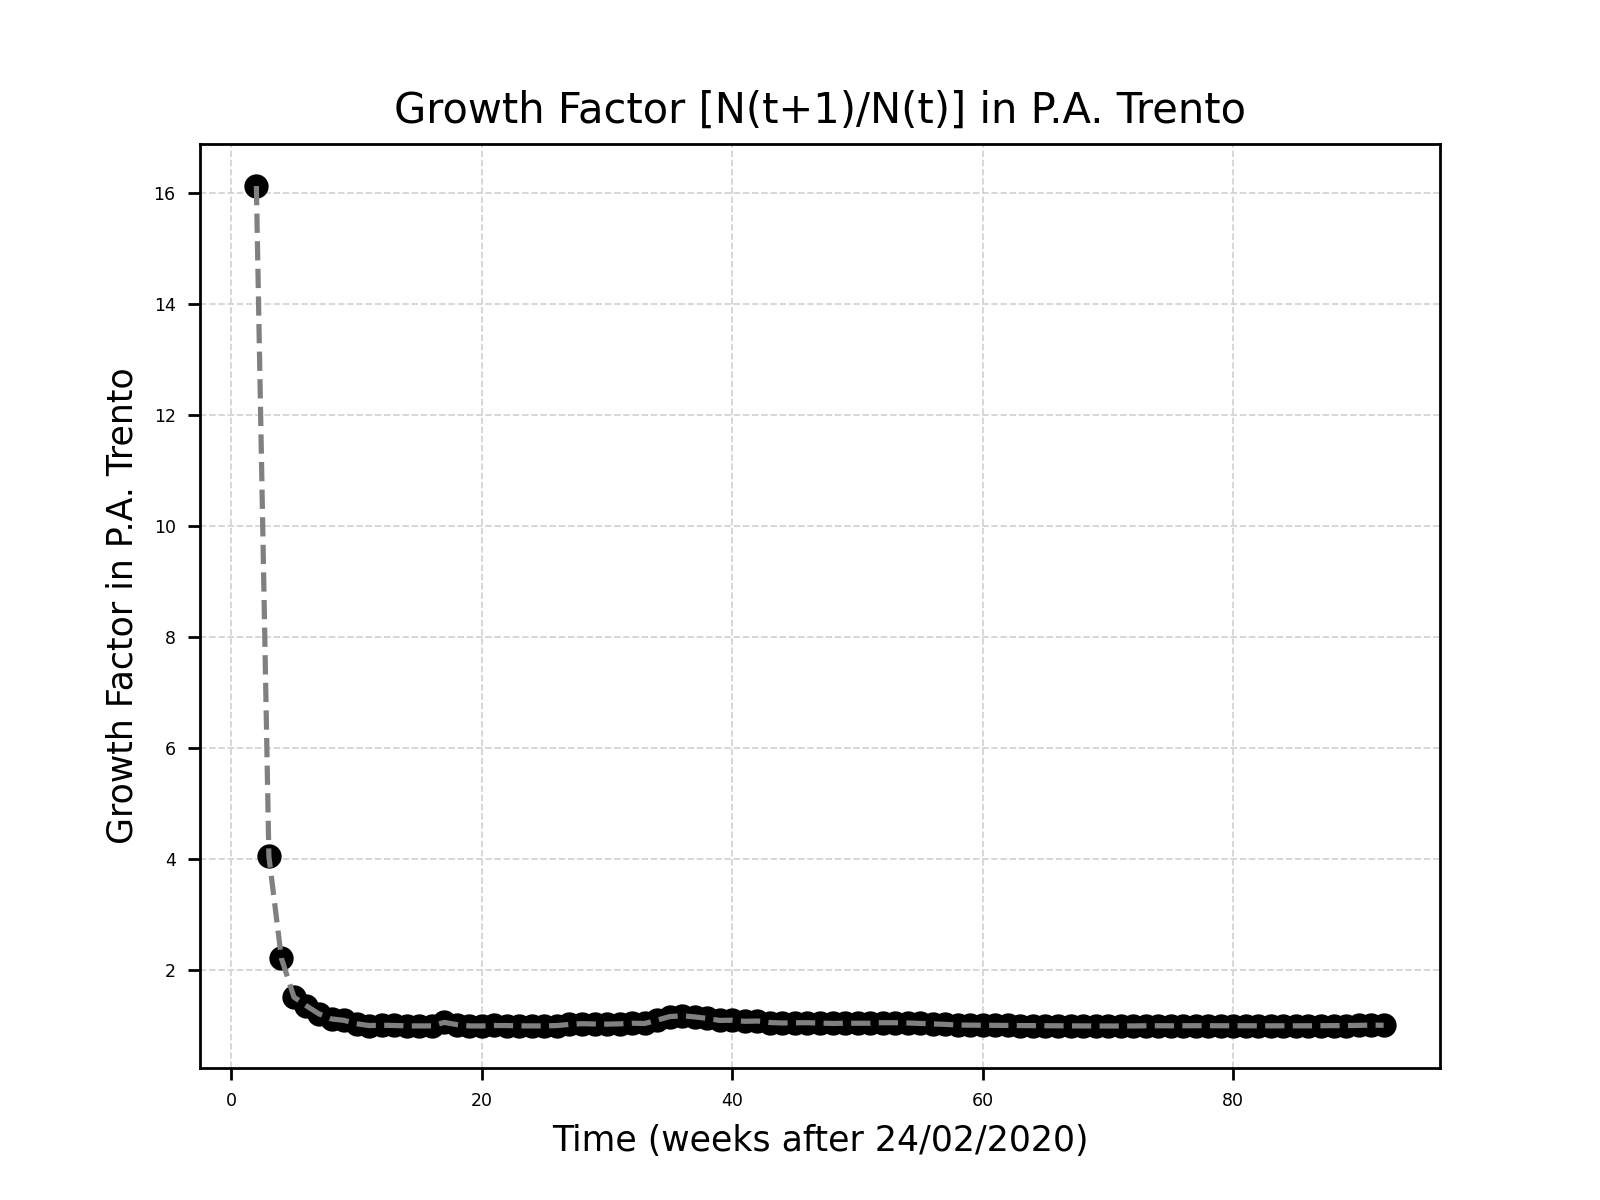 Growth Factor [N(t+1)/N(t)] in P.A. Trento
Growth Factor in P.A. Trento
16
14
12
10
8
6
4
2
0 20 40 60 80
Time (weeks after 24/02/2020)